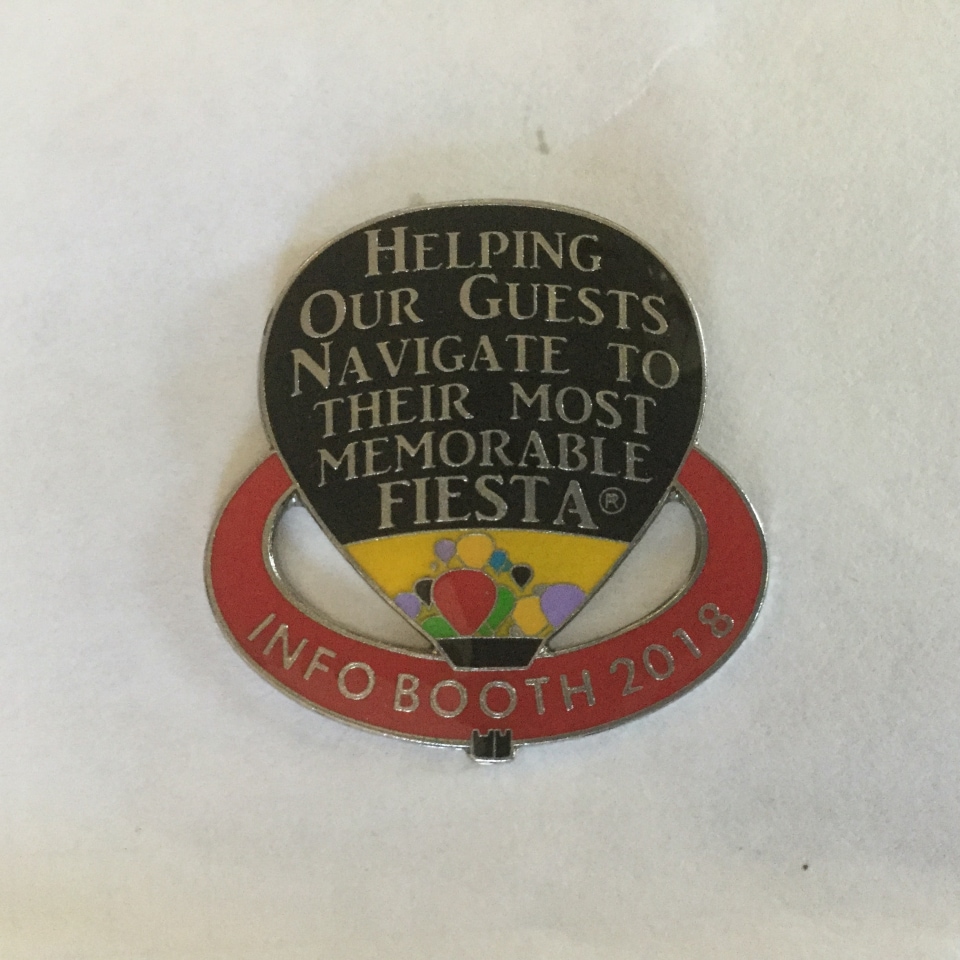 HELPING
OUR GUESTS
NAVIGATE TO
THEIR MOST
MEMORABLE
FIESTA®
INFO BOOTH 2018